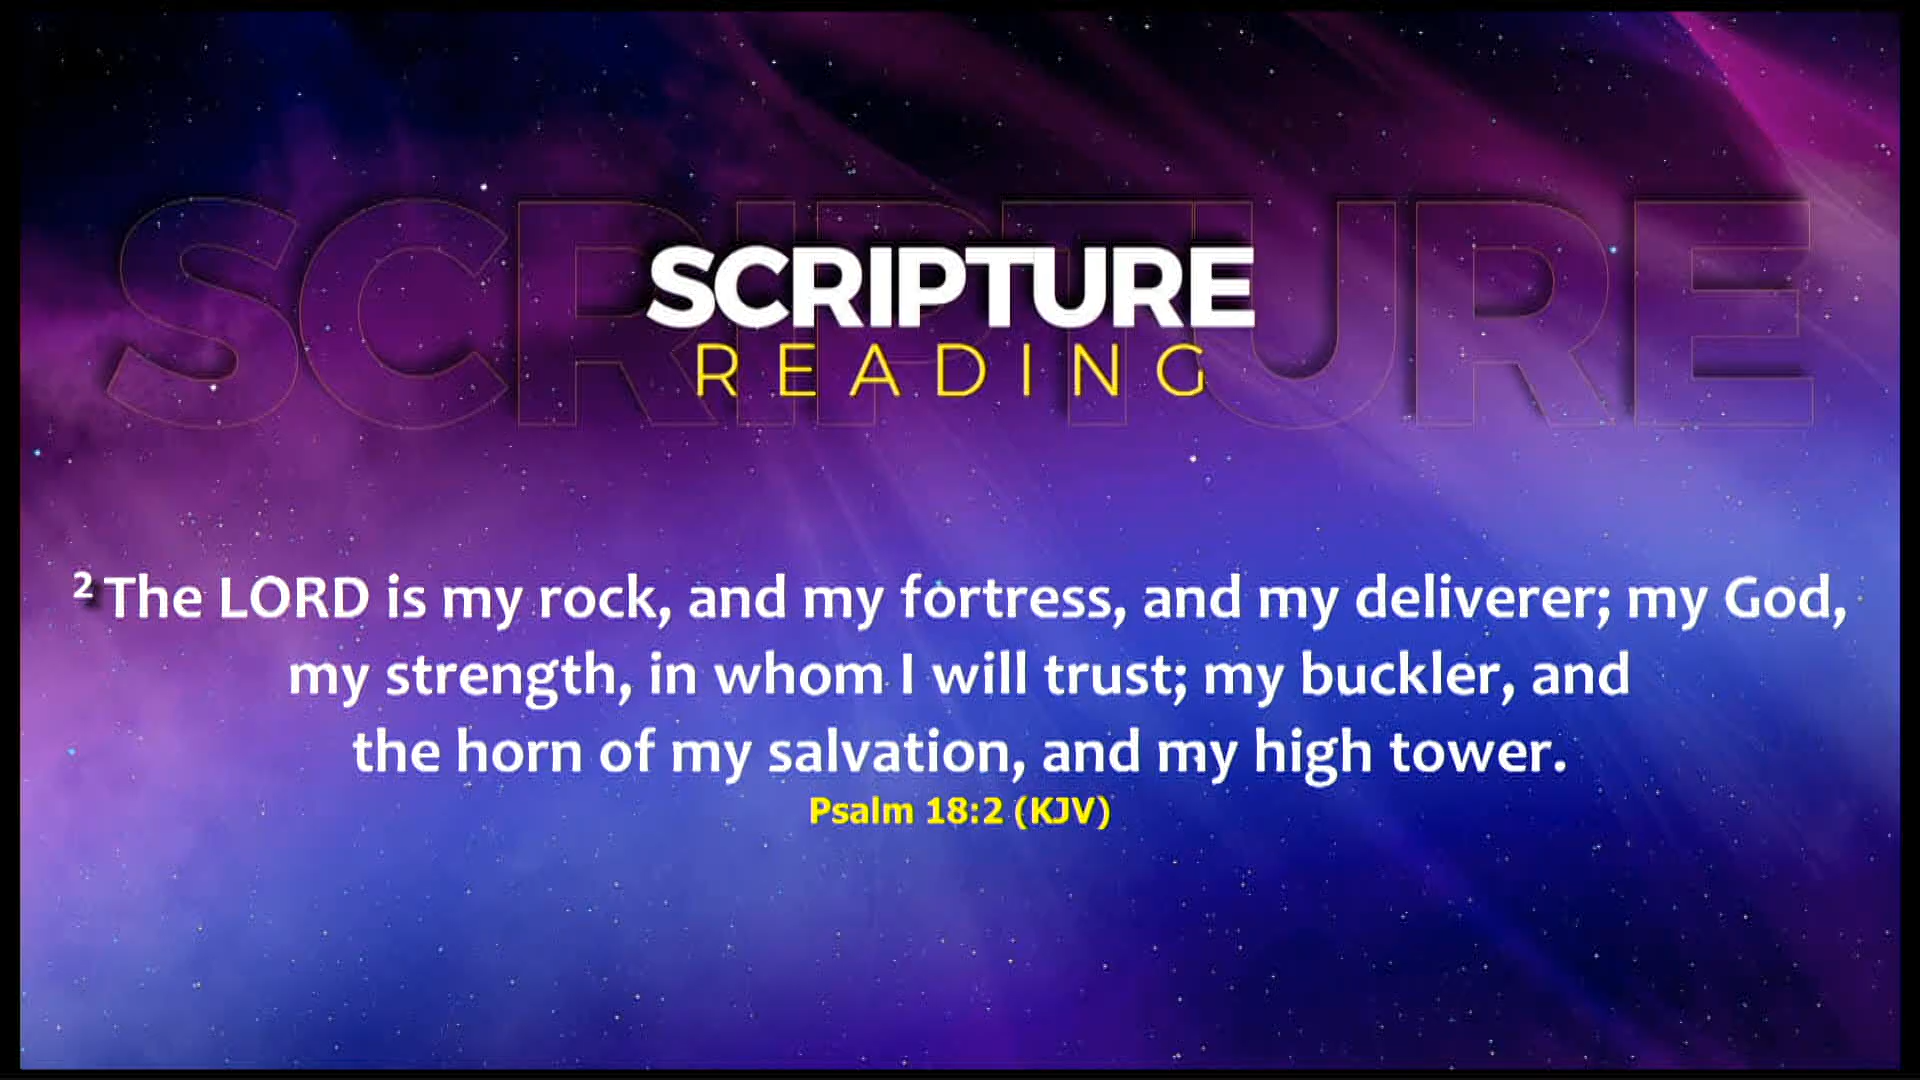 SCRIPTURE
SCRIPTURE
READING
² The LORD is my rock, and my fortress, and my deliverer; my God,
my strength, in whom I will trust; my buckler, and
the horn of my salvation, and my high tower.
Psalm 18:2 (KJV)